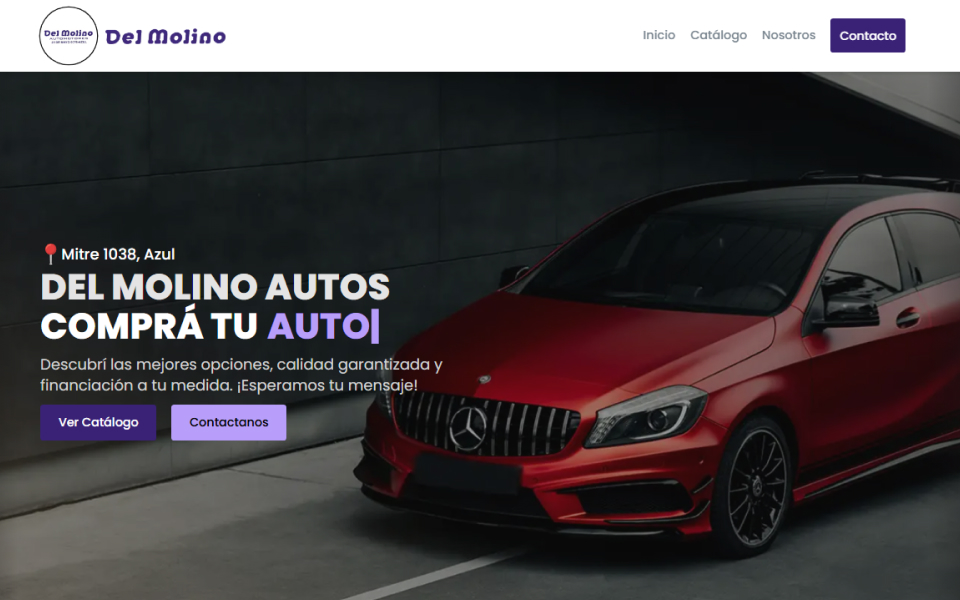 Del Molino
AUTOMOTORES
Del Molino
Inicio
Catálogo
Nosotros
Contacto
Mitre 1038, Azul
DEL MOLINO AUTOS
COMPRÁ TU AUTO|
Descubrí las mejores opciones, calidad garantizada y
financiación a tu medida. ¡Esperamos tu mensaje!
Ver Catálogo
Contactanos